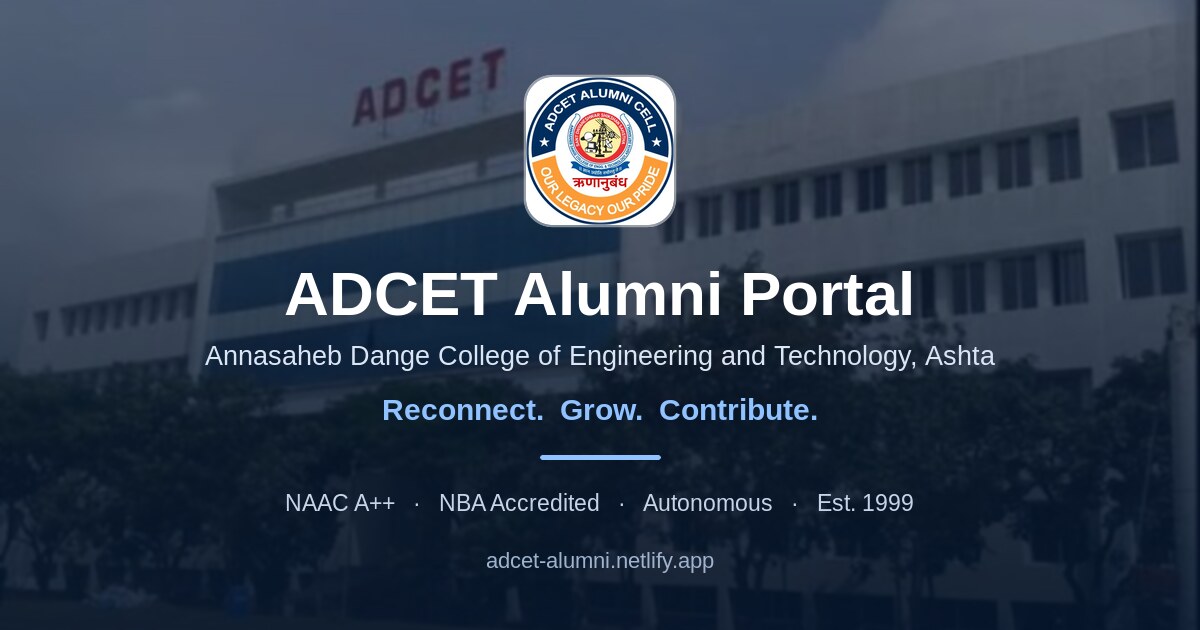 ADCET
ADCET ALUMNI CELL
ऋणानुबंध
OUR LEGACY OUR PRIDE
ADCET Alumni Portal
Annasaheb Dange College of Engineering and Technology, Ashta
Reconnect. Grow. Contribute.
NAAC A++ · NBA Accredited · Autonomous · Est. 1999
adcet-alumni.netlify.app